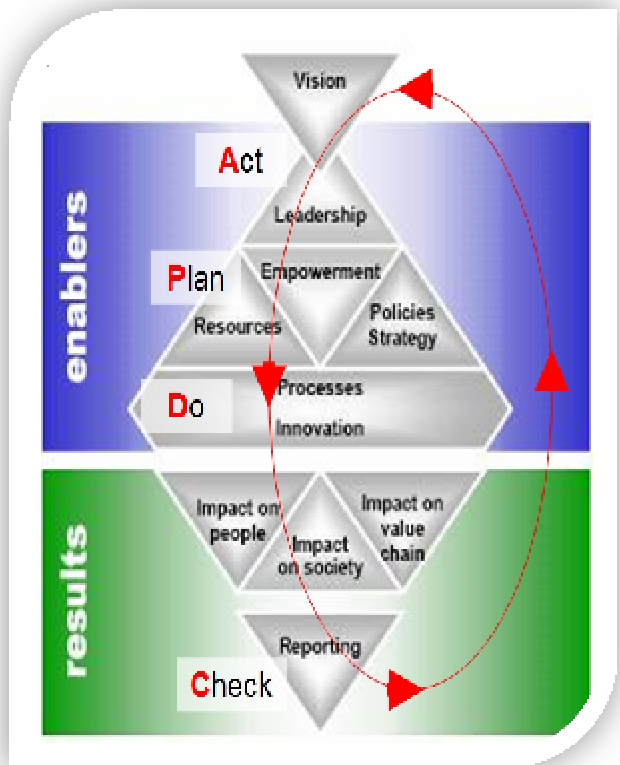 Vision
Act
Leadership
Plan
Empowerment
Resources
Policies
Strategy
enablers
Do
Processes
Innovation
Impact on
people
Impact
on society
Impact on
value
chain
results
Reporting
Check